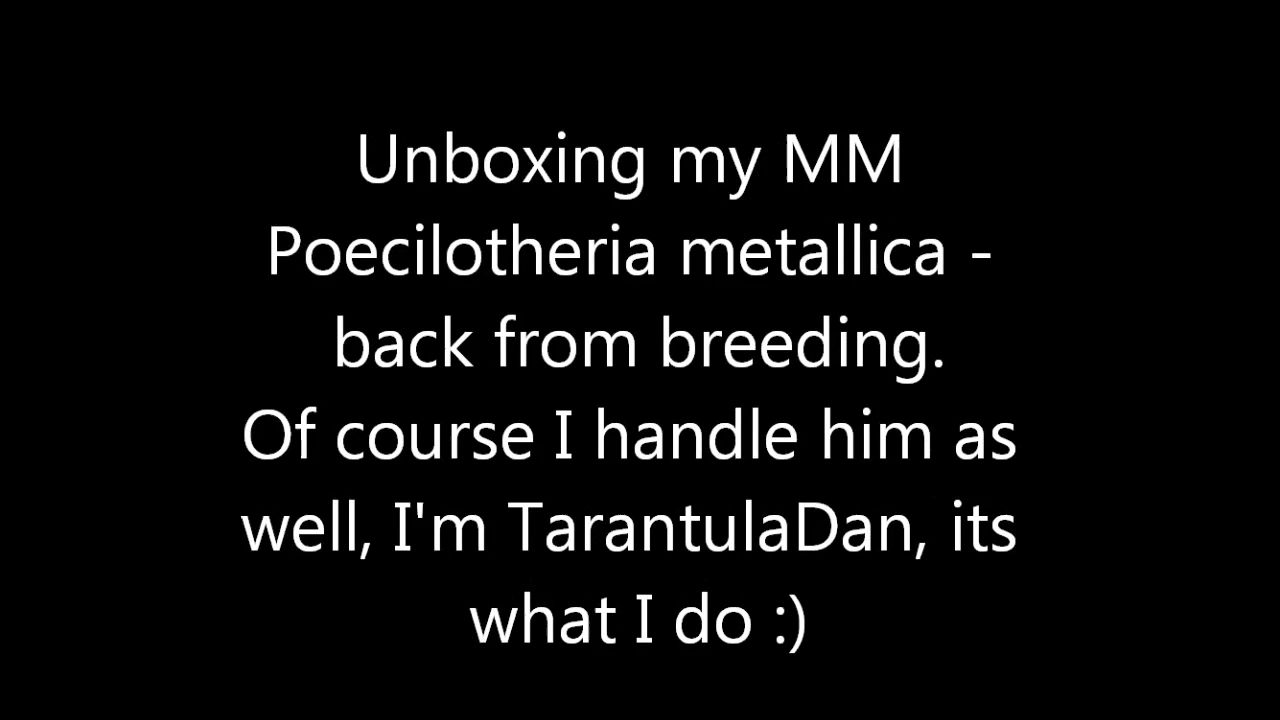 Unboxing my MM
Poecilotheria metallica -
back from breeding.
Of course I handle him as
well, I'm TarantulaDan, its
what I do :)